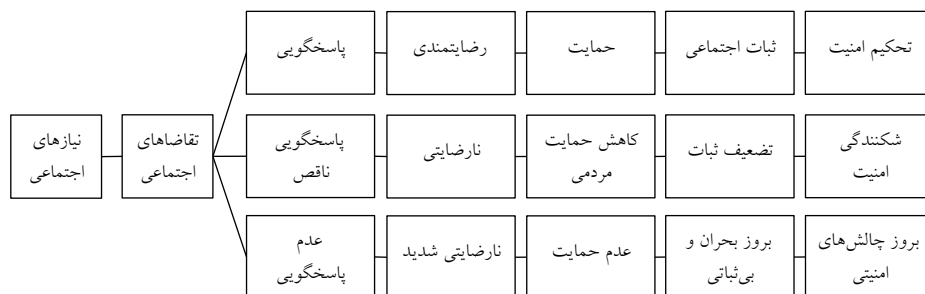 پاسخگویی
رضایتمندی
حمایت
ثبات اجتماعی
تحکیم امنیت
نیازهای
اجتماعی
تقاضاهای
اجتماعی
پاسخگویی
ناقص
نارضایتی
کاهش حمایت
مردمی
تضعیف ثبات
شکنندگی
امنیت
عدم
پاسخگویی
نارضایتی شدید
عدم حمایت
بروز بحران و
بی‌ثباتی
بروز چالش‌های
امنیتی